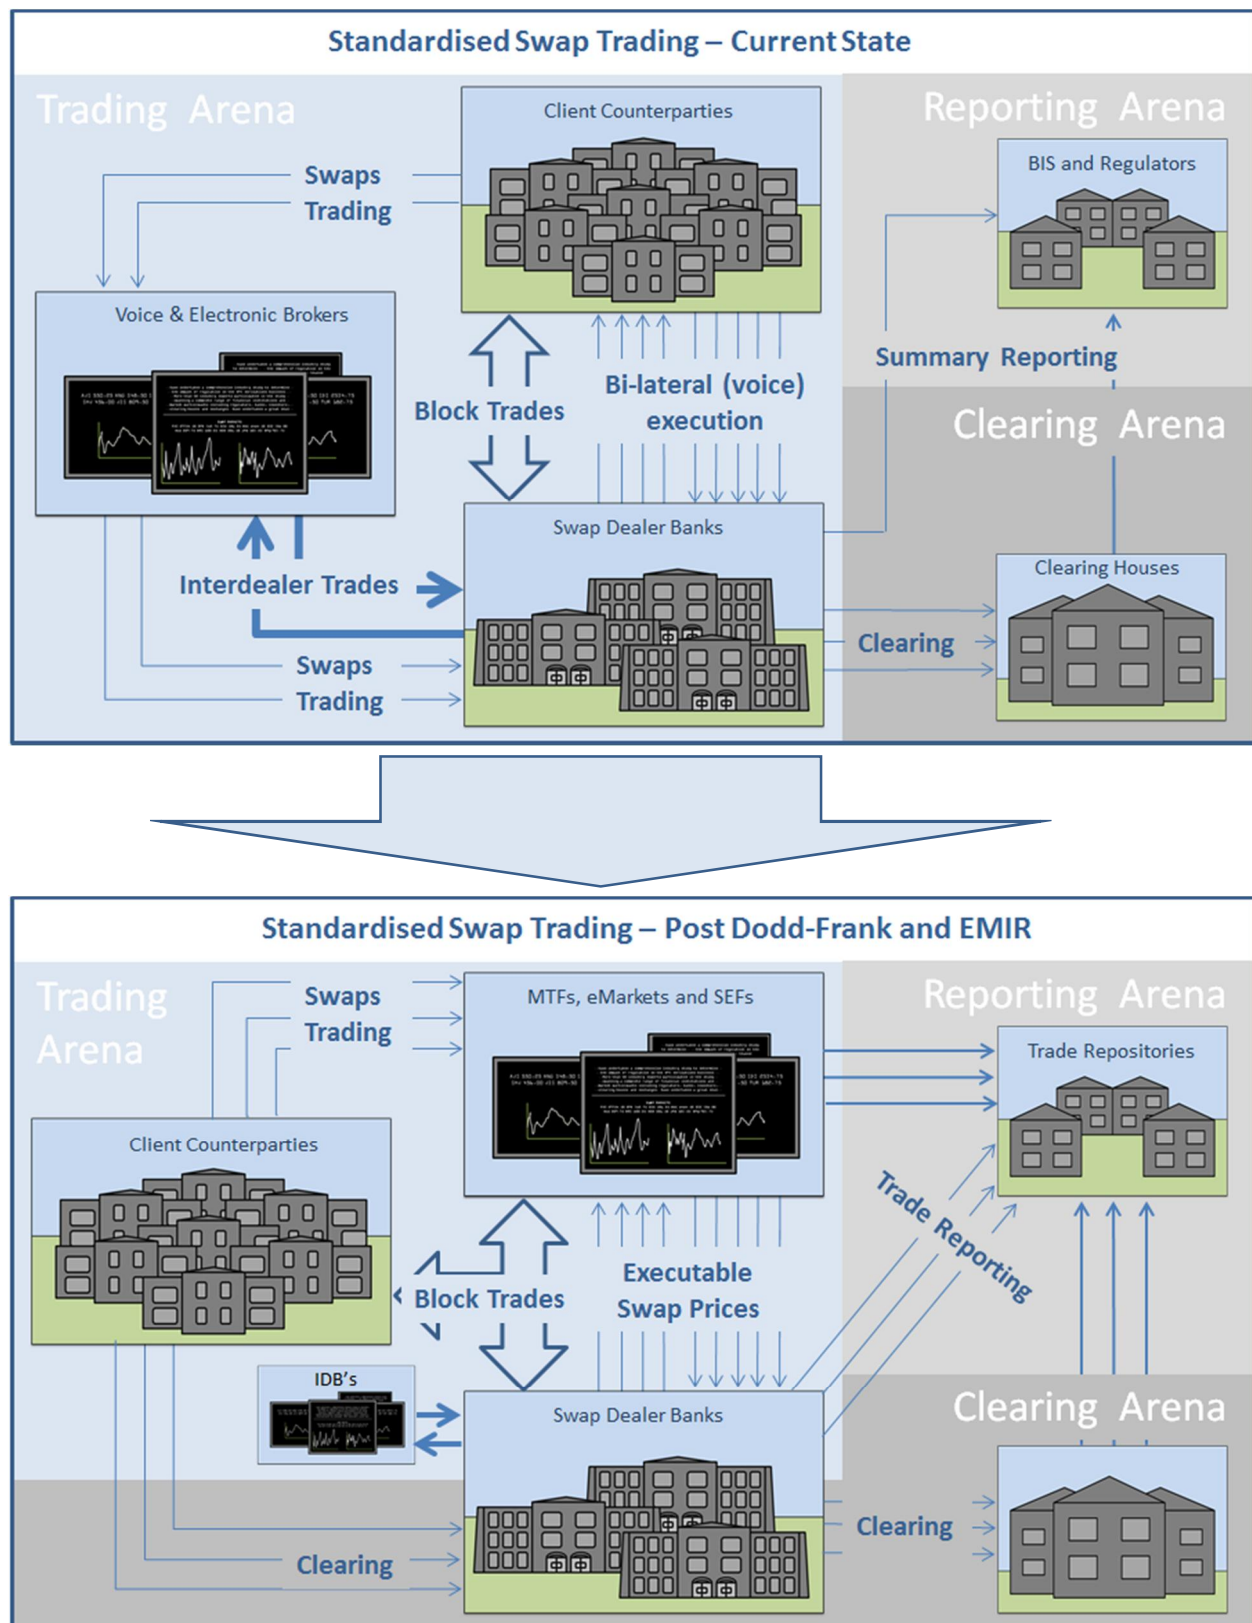 Standardised Swap Trading – Current State
Trading Arena
Client Counterparties
Reporting Arena
BIS and Regulators
Swaps
Trading
Voice & Electronic Brokers
Block Trades
Bi-lateral (voice)
execution
Summary Reporting
Clearing Arena
Swap Dealer Banks
Interdealer Trades
Clearing Houses
Clearing
Swaps
Trading
Standardised Swap Trading – Post Dodd-Frank and EMIR
Trading
Arena
Swaps
Trading
MTFs, eMarkets and SEFs
Reporting Arena
Trade Repositories
Client Counterparties
Trade Reporting
Block Trades
Executable
Swap Prices
IDB's
Swap Dealer Banks
Clearing Arena
Clearing
Clearing